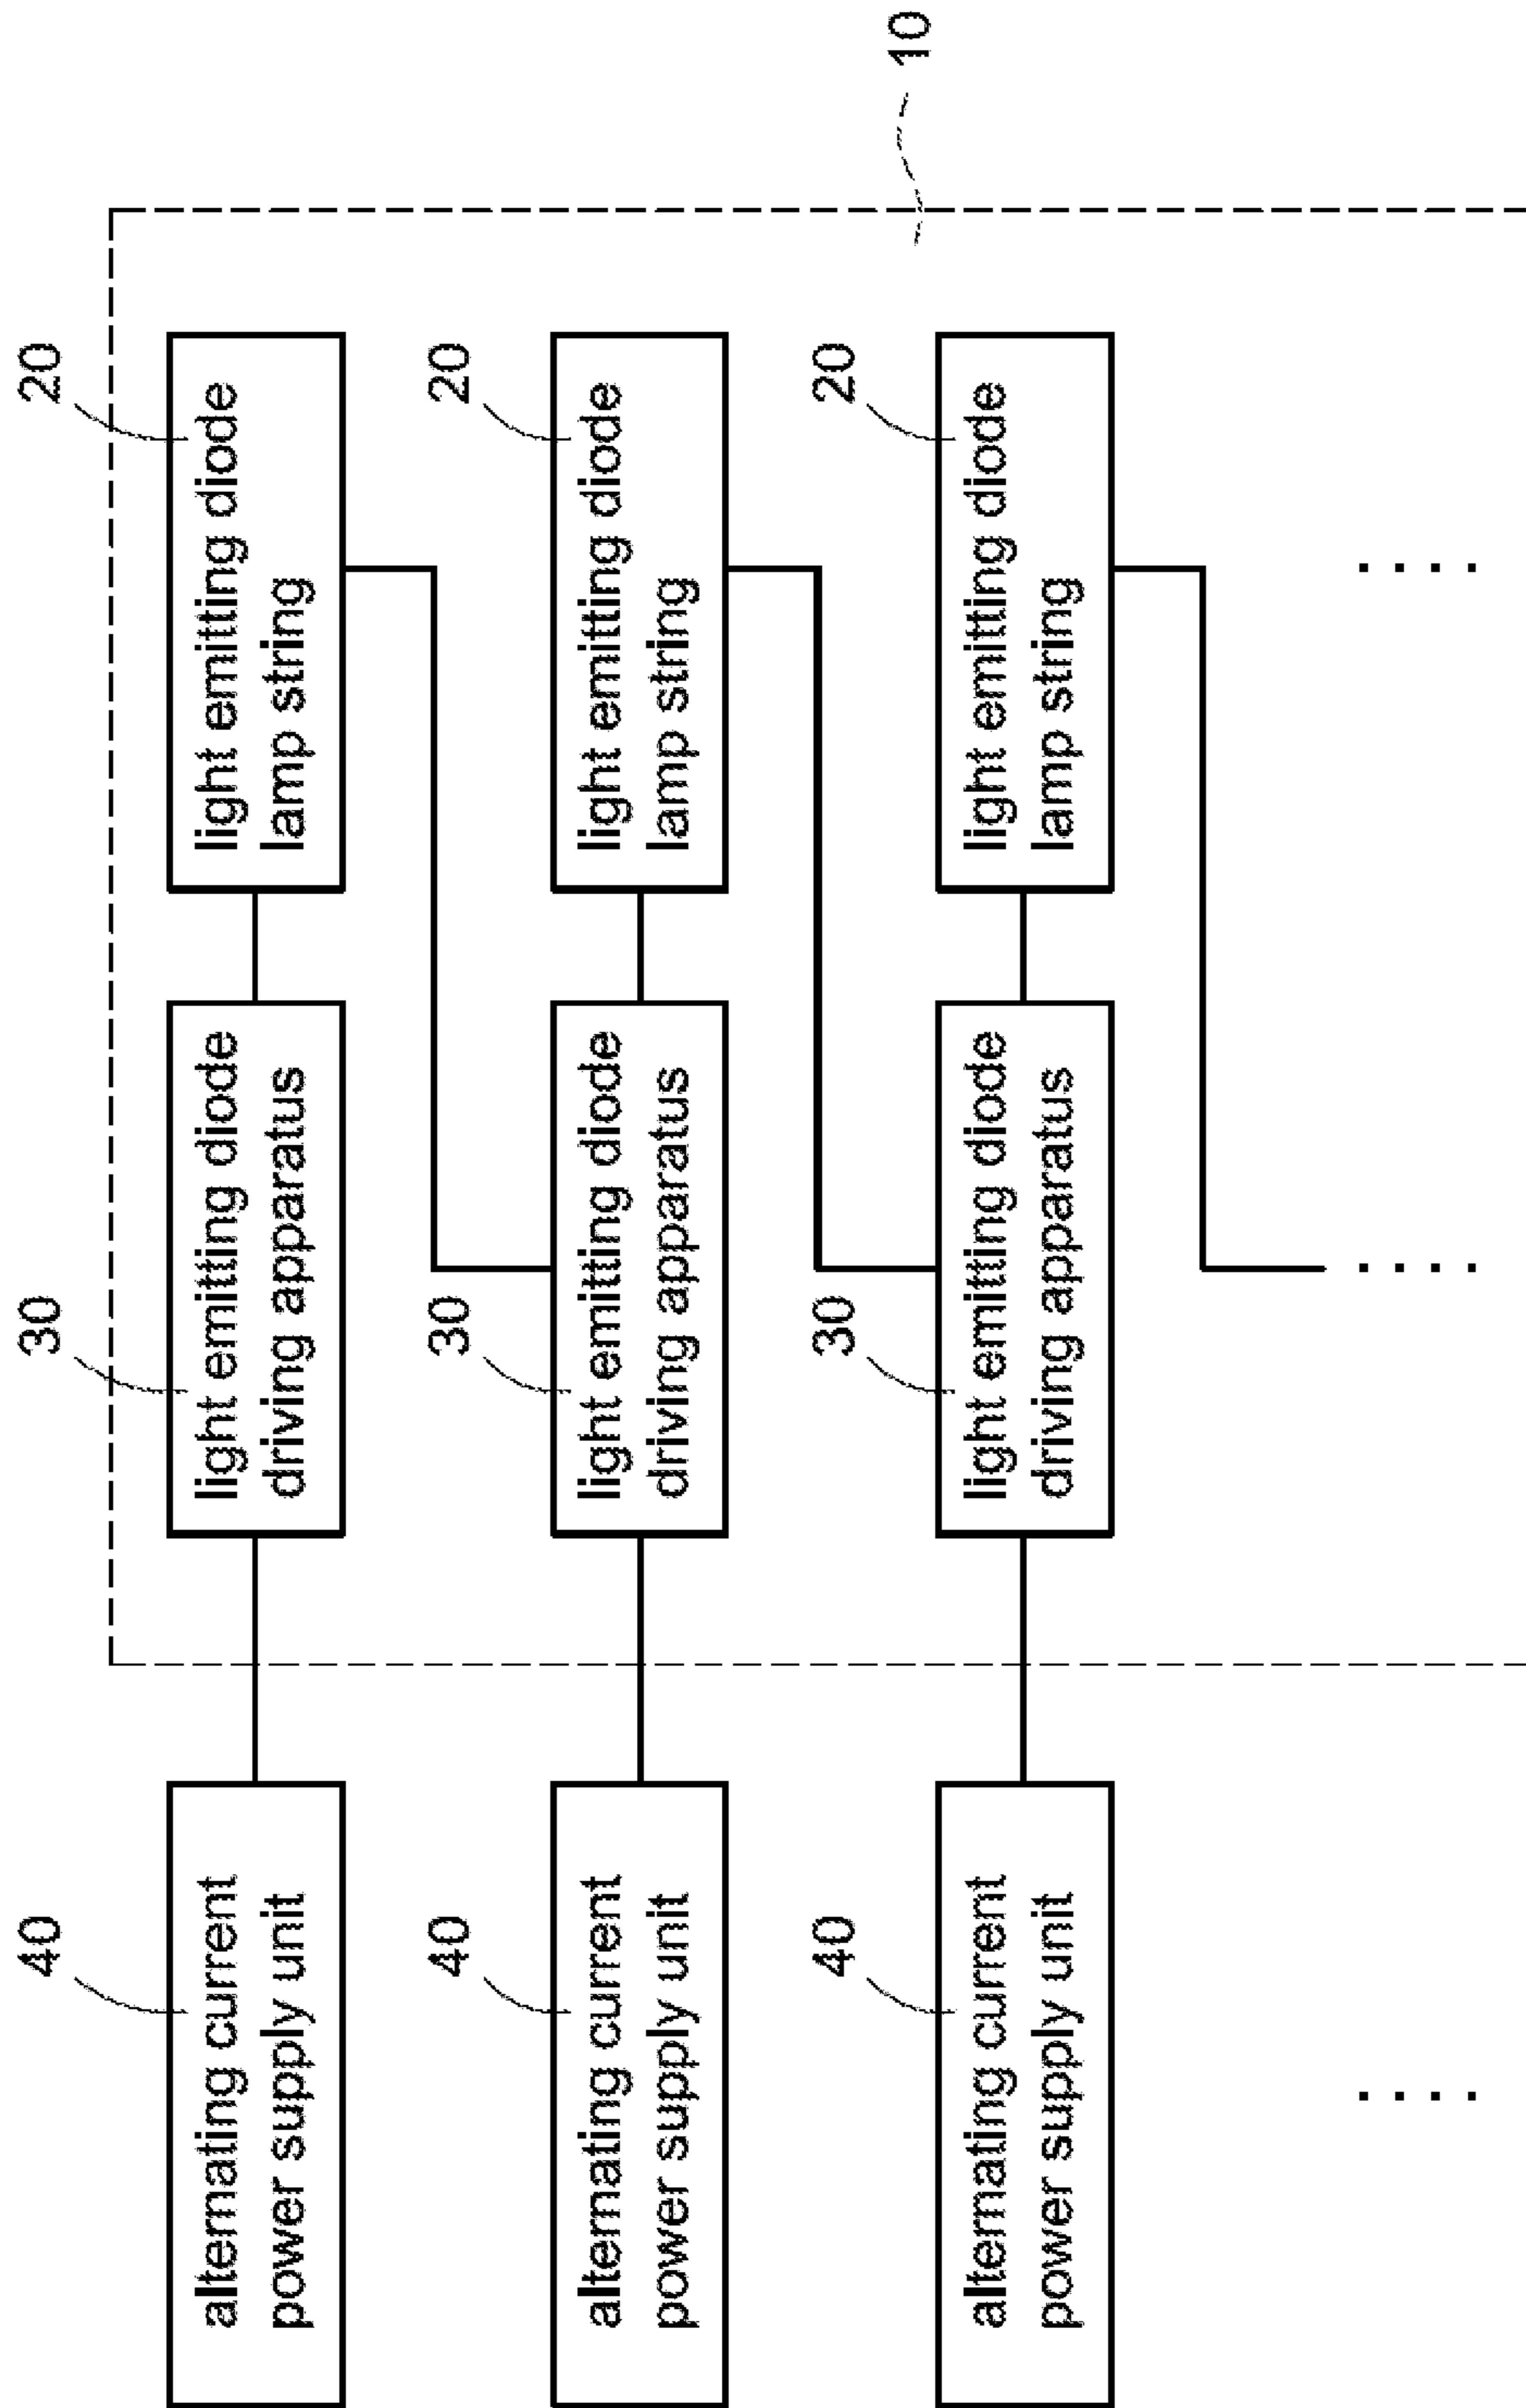 40
alternating current
power supply unit
30
light emitting diode
driving apparatus
20
light emitting diode
lamp string
40
alternating current
power supply unit
30
light emitting diode
driving apparatus
20
light emitting diode
lamp string
40
alternating current
power supply unit
30
light emitting diode
driving apparatus
20
light emitting diode
lamp string
10